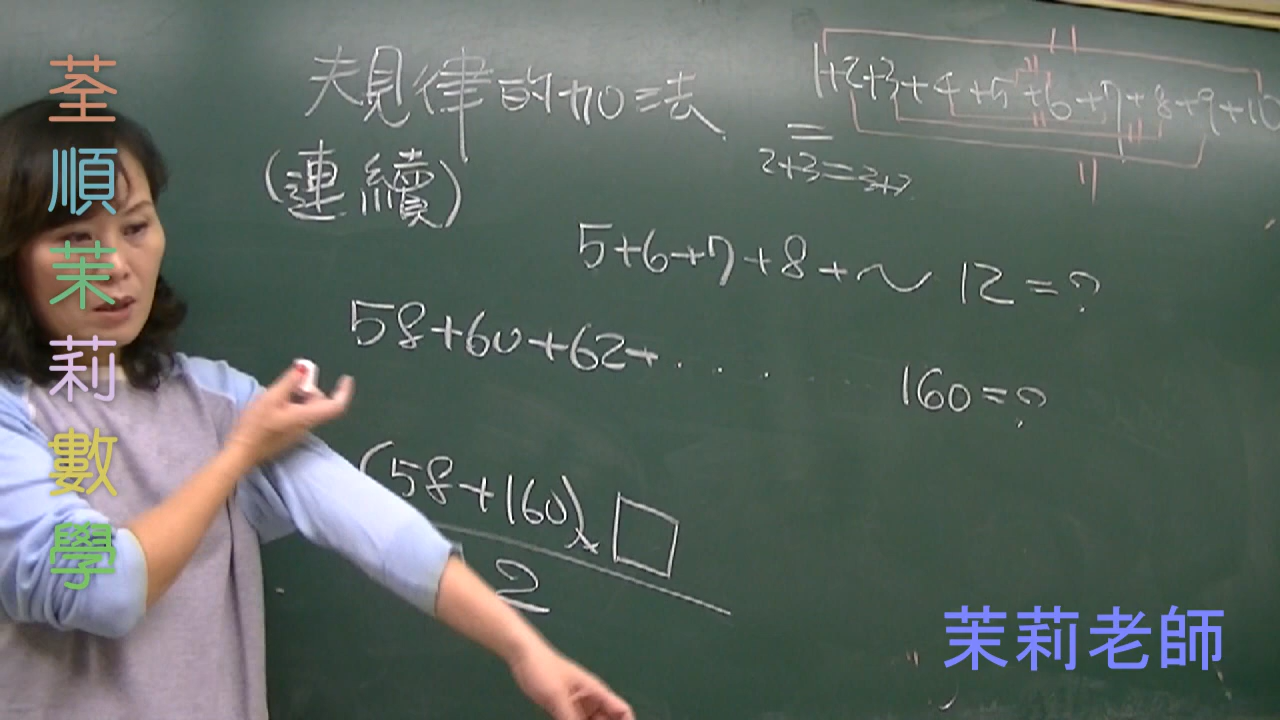 荃順茉莉數學
夫見律的加法
(連續)
1+2+3+4+5+6+7+8+9+10
=
2+3=3+2
5+6+7+8+~12=?
58+60+62+..... 160=?
(58+160)×□
2
茉莉老師